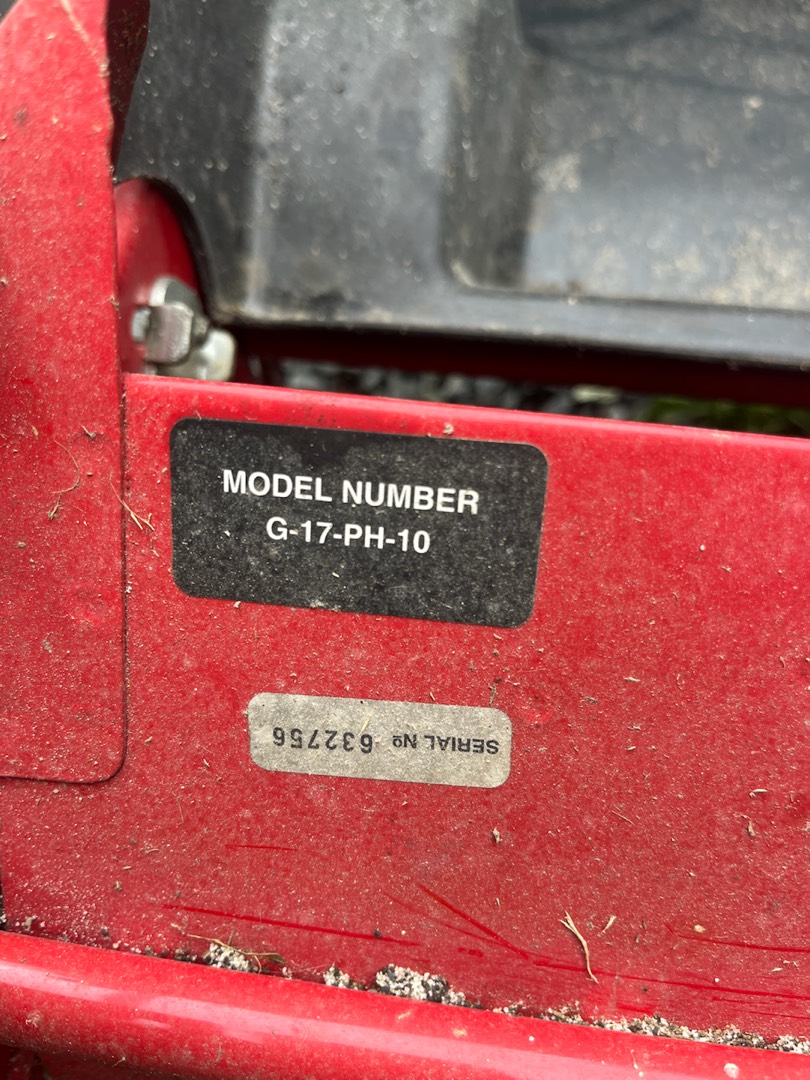 MODEL NUMBER
G-17-PH-10
SERIAL Nº 632756